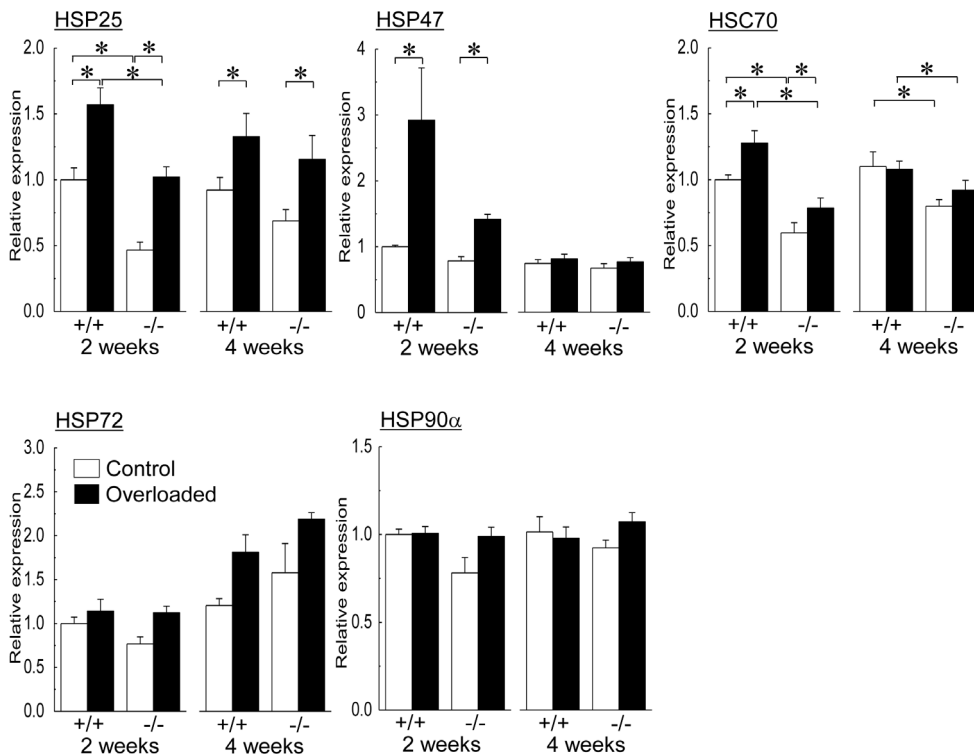 HSP25
Relative expression
2.0
1.5
1.0
0.5
0.0
* *
* *
* *
+/+ -/- +/+ -/-
2 weeks 4 weeks
HSP47
Relative expression
4
3
2
1
0
* *
+/+ -/- +/+ -/-
2 weeks 4 weeks
HSC70
Relative expression
2.0
1.5
1.0
0.5
0.0
* *
* *
*
*
+/+ -/- +/+ -/-
2 weeks 4 weeks
HSP72
Relative expression
3.0
2.5
2.0
1.5
1.0
0.5
0.0
Control
Overloaded
+/+ -/- +/+ -/-
2 weeks 4 weeks
HSP90α
Relative expression
1.5
1.0
0.5
0.0
+/+ -/- +/+ -/-
2 weeks 4 weeks